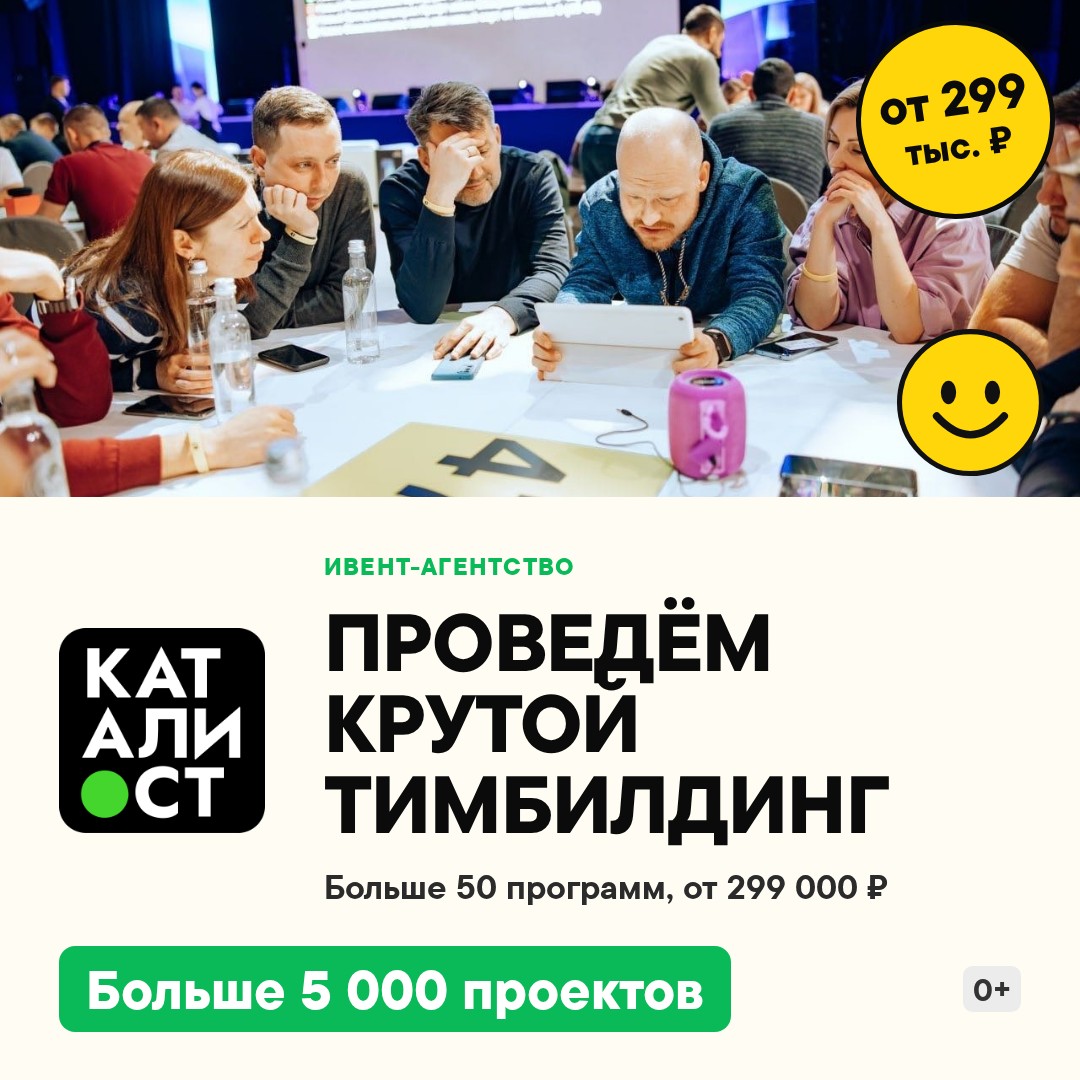 от 299
тыс. ₽
4
ИВЕНТ-АГЕНТСТВО
ПРОВЕДЁМ
КРУТОЙ
ТИМБИЛДИНГ
КАТ
АЛИ
СТ
Больше 50 программ, от 299 000 ₽
Больше 5 000 проектов
0+